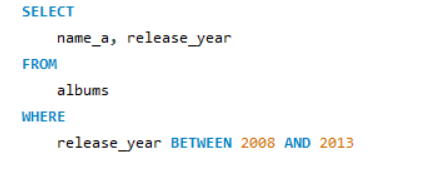 SELECT
name_a, release_year
FROM
albums
WHERE
release_year BETWEEN 2008 AND 2013